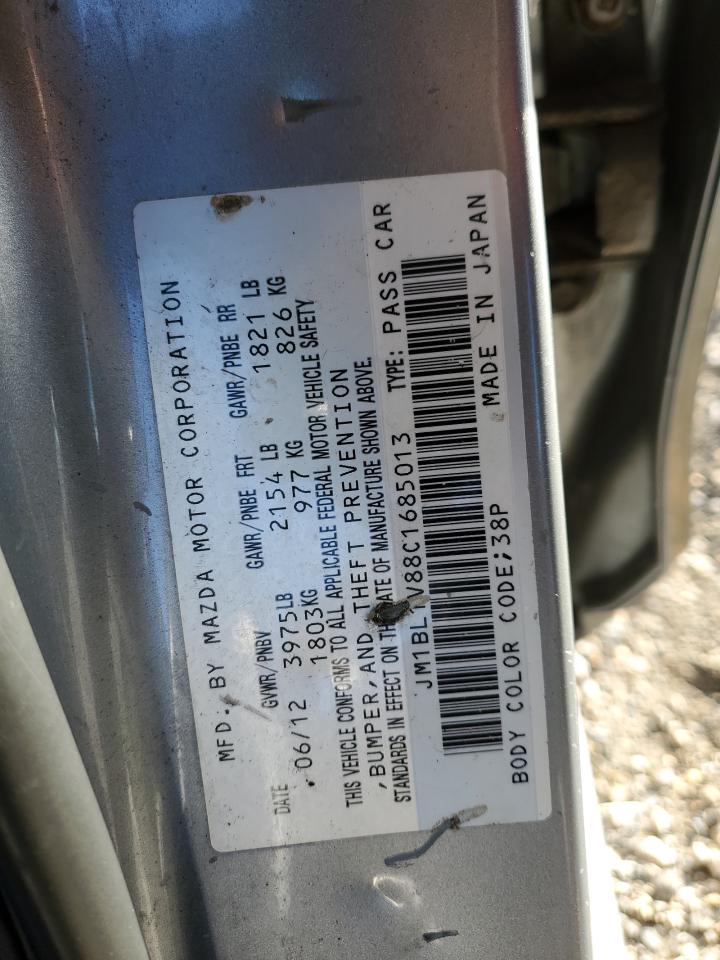 MFD. BY MAZDA MOTOR CORPORATION
GVWR/PNBV GAWR/PNBE FRT GAWR/PNBE RR
DATE 3975LB 2154 LB 1821 LB
06/12 1803KG 977 KG 826 KG
THIS VEHICLE CONFORMS TO ALL APPLICABLE FEDERAL MOTOR VEHICLE SAFETY
,BUMPER,AND THEFT PREVENTION
STANDARDS IN EFFECT ON THE DATE OF MANUFACTURE SHOWN ABOVE.
V88C1685013 TYPE: PASS CAR
MADE IN JAPAN
BODY COLOR CODE;38P